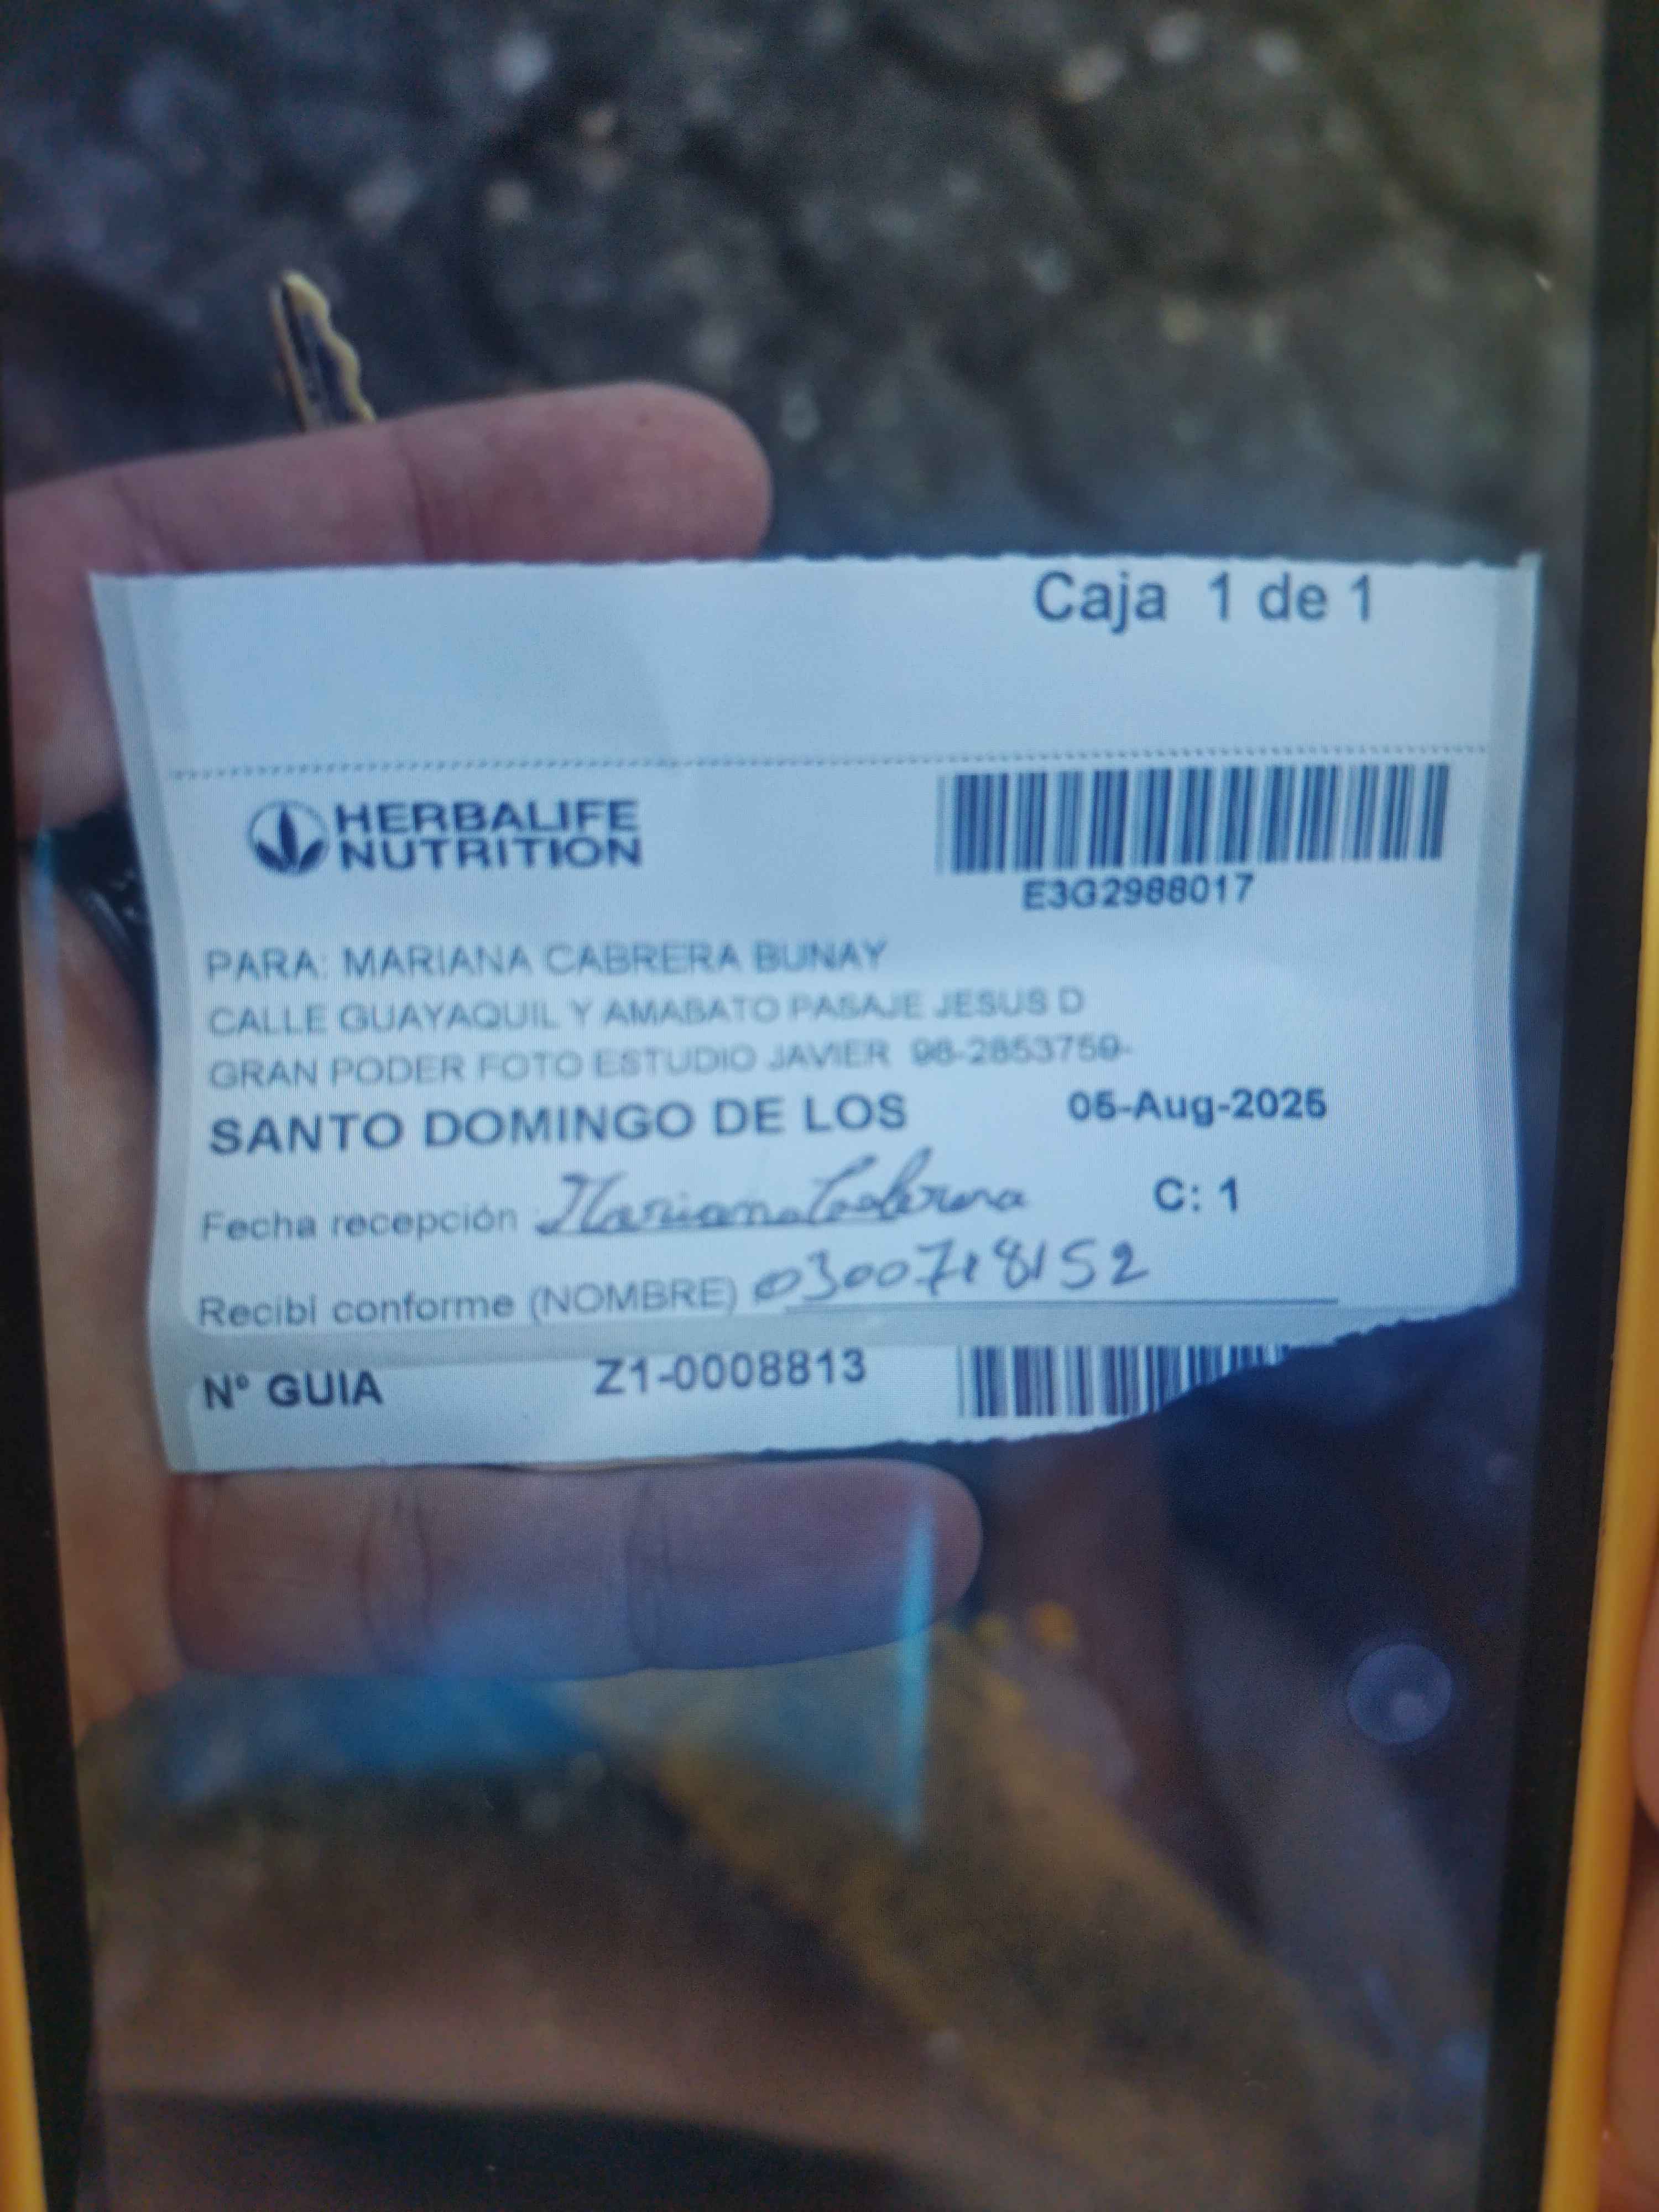 Caja 1 de 1
HERBALIFE
NUTRITION
E3G2988017
PARA: MARIANA CABRERA BUNAY
CALLE GUAYAQUIL Y AMABATO PASAJE JESUS D
GRAN PODER FOTO ESTUDIO JAVIER 96-2853759-
SANTO DOMINGO DE LOS 05-Aug-2025
Fecha recepción Mariana Cabrera C: 1
Recibi conforme (NOMBRE) 0300718152
N° GUIA Z1-0008813